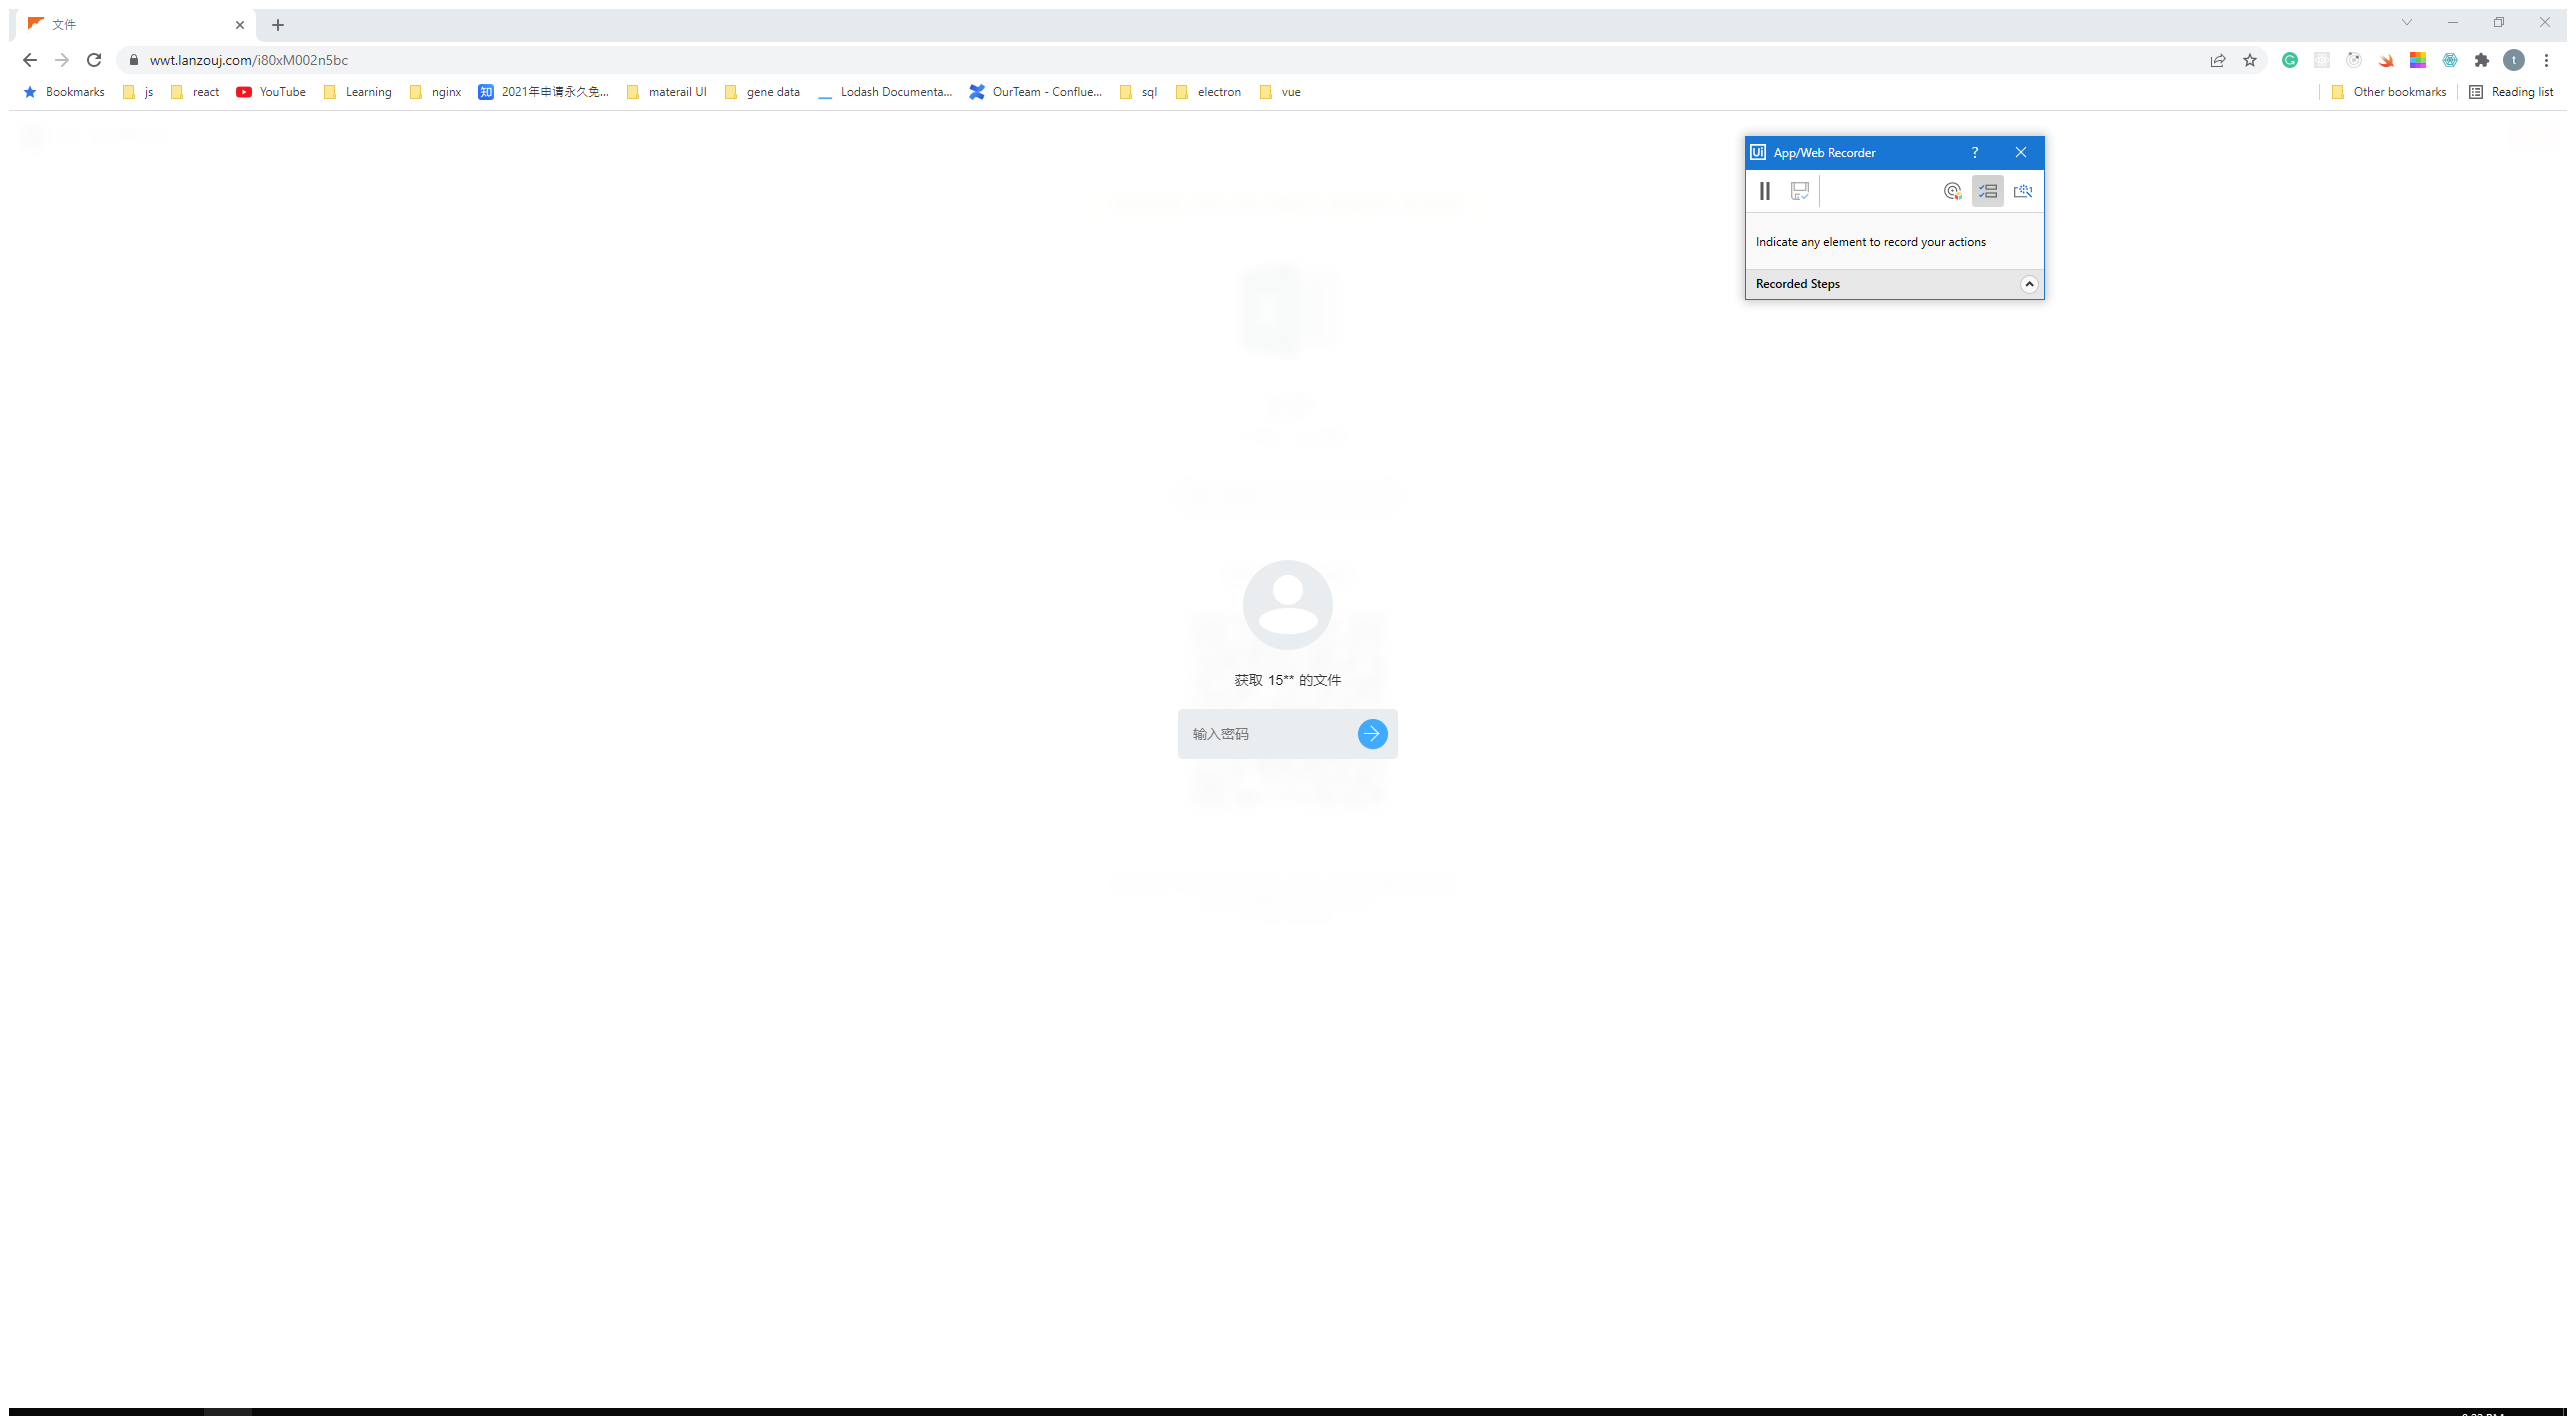 文件
wwt.lanzouj.com/i80xM002n5bc
t
Bookmarks js react YouTube Learning nginx 知 2021年申请永久免... materail UI gene data Lodash Documenta... OurTeam - Conflue... sql electron vue Other bookmarks Reading list
Ui App/Web Recorder ?
Indicate any element to record your actions
Recorded Steps
获取 15** 的文件
输入密码